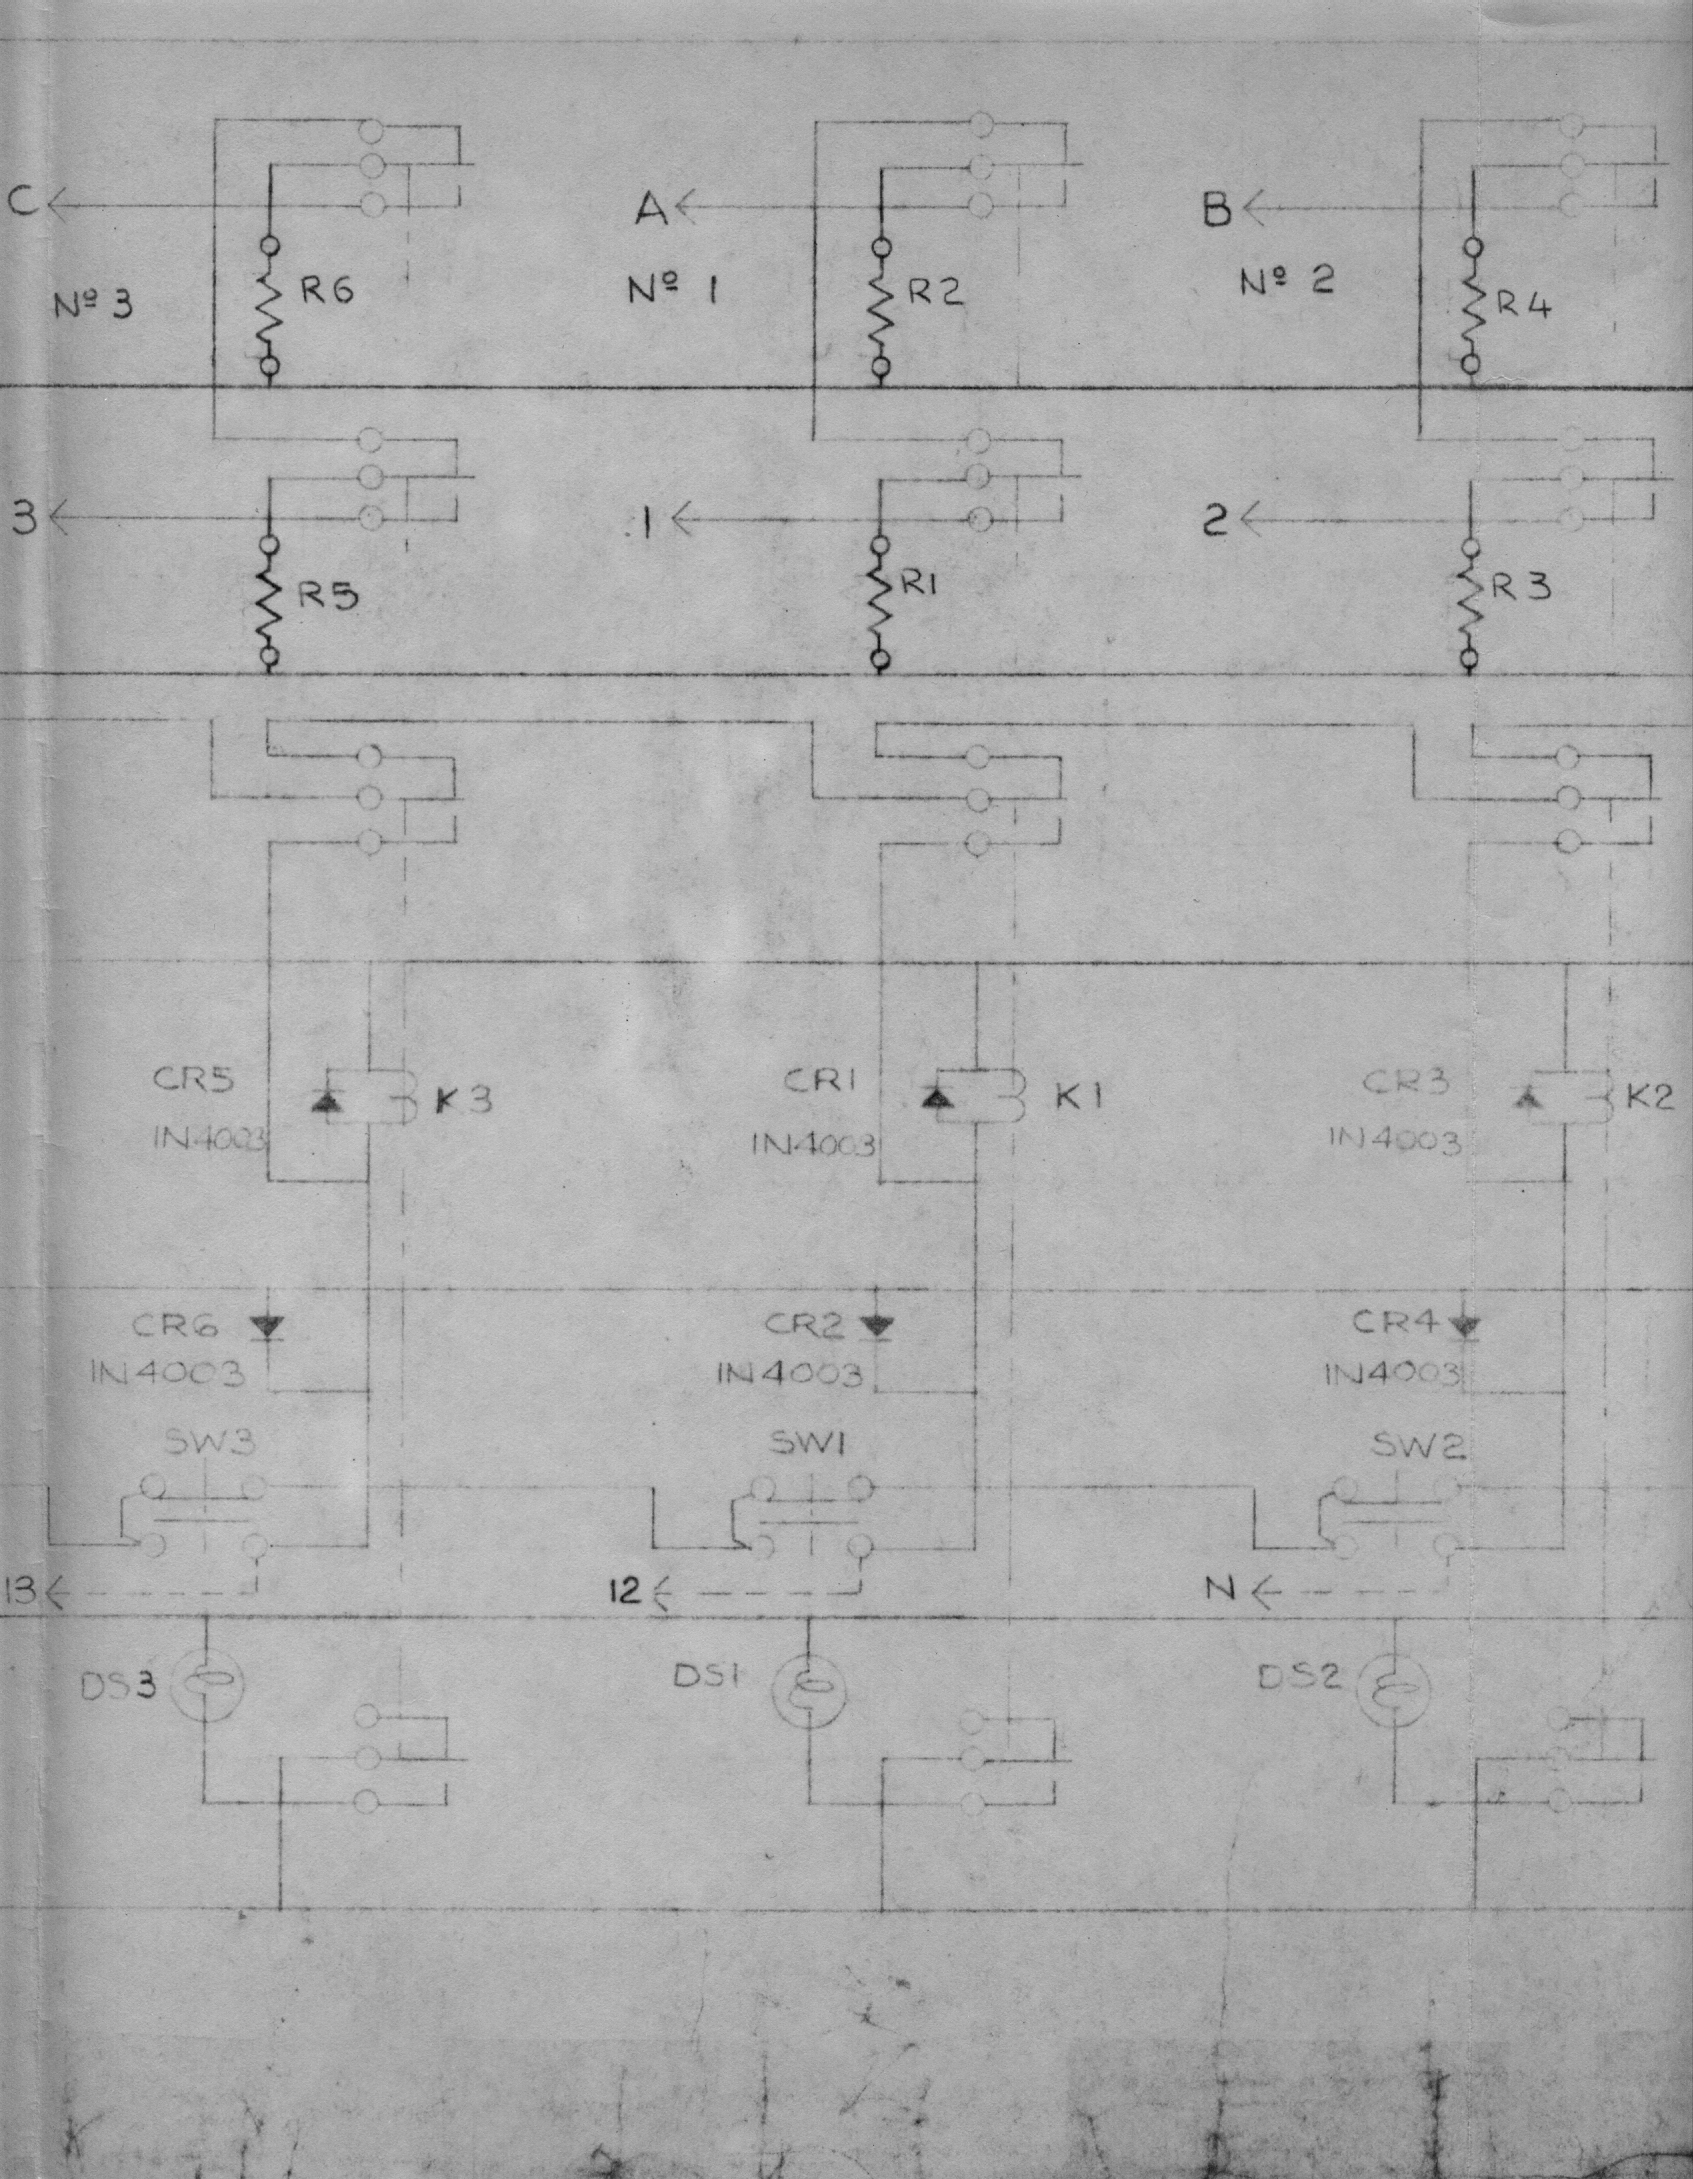 C
A
B
Nº 3
R6
Nº 1
R2
Nº 2
R4
3
1
2
R5
R1
R3
CR5
IN4003
K3
CR1
IN4003
K1
CR3
IN4003
K2
CR6
IN4003
CR2
IN4003
CR4
IN4003
SW3
SW1
SW2
13
12
N
DS3
DS1
DS2